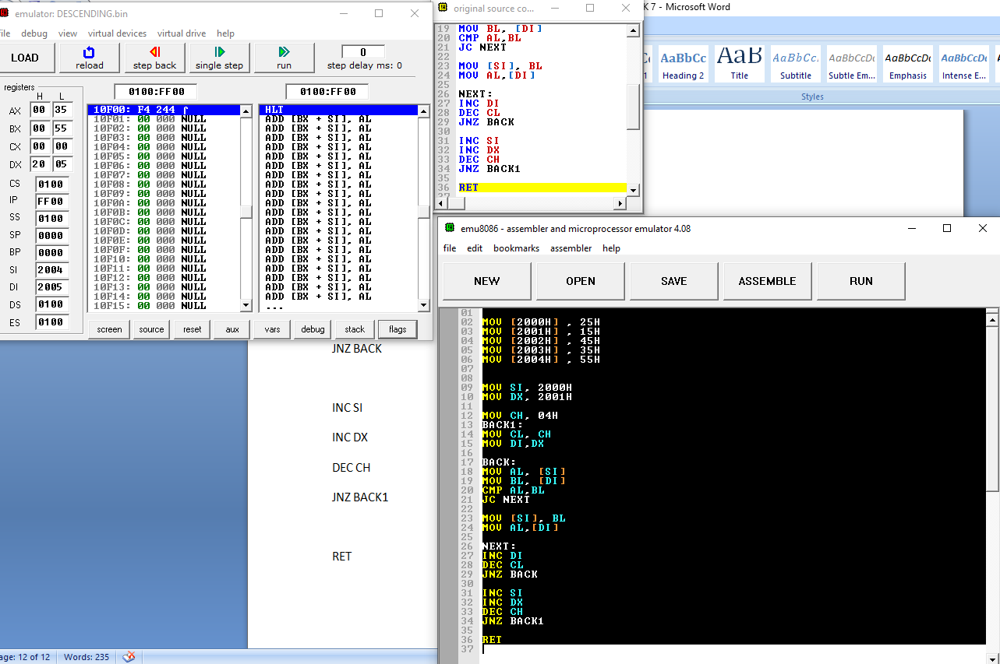 emulator: DESCENDING.bin
file debug view virtual devices virtual drive help
LOAD reload step back single step run 0 step delay ms: 0
registers
H L
AX 00 35
BX 00 55
CX 00 00
DX 20 05
CS 0100
IP FF00
SS 0100
SP 0000
BP 0000
SI 2004
DI 2005
DS 0100
ES 0100
0100:FF00 0100:FF00
10F00: F4 244 ⌠ HLT
10F01: 00 000 NULL ADD [BX + SI], AL
10F02: 00 000 NULL ADD [BX + SI], AL
10F03: 00 000 NULL ADD [BX + SI], AL
10F04: 00 000 NULL ADD [BX + SI], AL
10F05: 00 000 NULL ADD [BX + SI], AL
10F06: 00 000 NULL ADD [BX + SI], AL
10F07: 00 000 NULL ADD [BX + SI], AL
10F08: 00 000 NULL ADD [BX + SI], AL
10F09: 00 000 NULL ADD [BX + SI], AL
10F0A: 00 000 NULL ADD [BX + SI], AL
10F0B: 00 000 NULL ADD [BX + SI], AL
10F0C: 00 000 NULL ADD [BX + SI], AL
10F0D: 00 000 NULL ADD [BX + SI], AL
10F0E: 00 000 NULL ADD [BX + SI], AL
10F0F: 00 000 NULL ADD [BX + SI], AL
10F10: 00 000 NULL ADD [BX + SI], AL
10F11: 00 000 NULL ADD [BX + SI], AL
10F12: 00 000 NULL ADD [BX + SI], AL
10F13: 00 000 NULL ADD [BX + SI], AL
10F14: 00 000 NULL ADD [BX + SI], AL
10F15: 00 000 NULL ...
screen source reset aux vars debug stack flags
original source co...
19 MOV BL, [DI]
20 CMP AL,BL
21 JC NEXT
22
23 MOV [SI], BL
24 MOV AL,[DI]
25
26 NEXT:
27 INC DI
28 DEC CL
29 JNZ BACK
30
31 INC SI
32 INC DX
33 DEC CH
34 JNZ BACK1
35
36 RET
37
K 7 - Microsoft Word
AaBbCc AaB AaBbCc. AaBbCcDc AaBbCcDc AaBbCcDc
1 Heading 2 Title Subtitle Subtle Em... Emphasis Intense E...
Styles
JNZ BACK
INC SI
INC DX
DEC CH
JNZ BACK1
RET
age: 12 of 12 Words: 235
emu8086 - assembler and microprocessor emulator 4.08
file edit bookmarks assembler help
NEW OPEN SAVE ASSEMBLE RUN
01
02 MOV [2000H] , 25H
03 MOV [2001H] , 15H
04 MOV [2002H] , 45H
05 MOV [2003H] , 35H
06 MOV [2004H] , 55H
07
08
09 MOV SI, 2000H
10 MOV DX, 2001H
11
12 MOV CH, 04H
13 BACK1:
14 MOV CL, CH
15 MOV DI,DX
16
17 BACK:
18 MOV AL, [SI]
19 MOV BL, [DI]
20 CMP AL,BL
21 JC NEXT
22
23 MOV [SI], BL
24 MOV AL,[DI]
25
26 NEXT:
27 INC DI
28 DEC CL
29 JNZ BACK
30
31 INC SI
32 INC DX
33 DEC CH
34 JNZ BACK1
35
36 RET
37